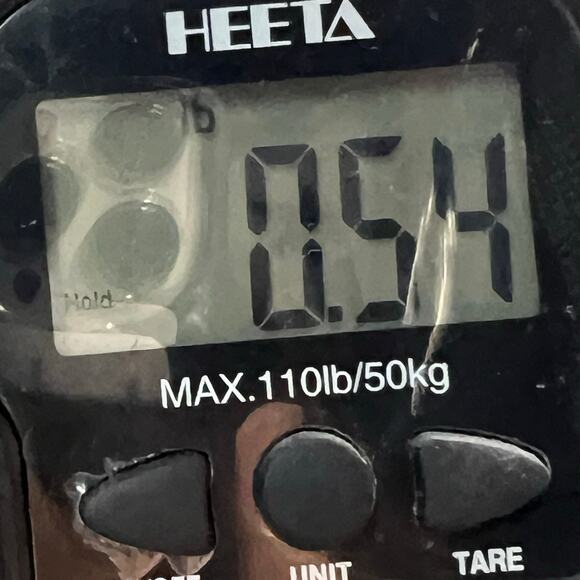 HEETA
lb
0.54
Hold
MAX.110lb/50kg
UNIT
TARE